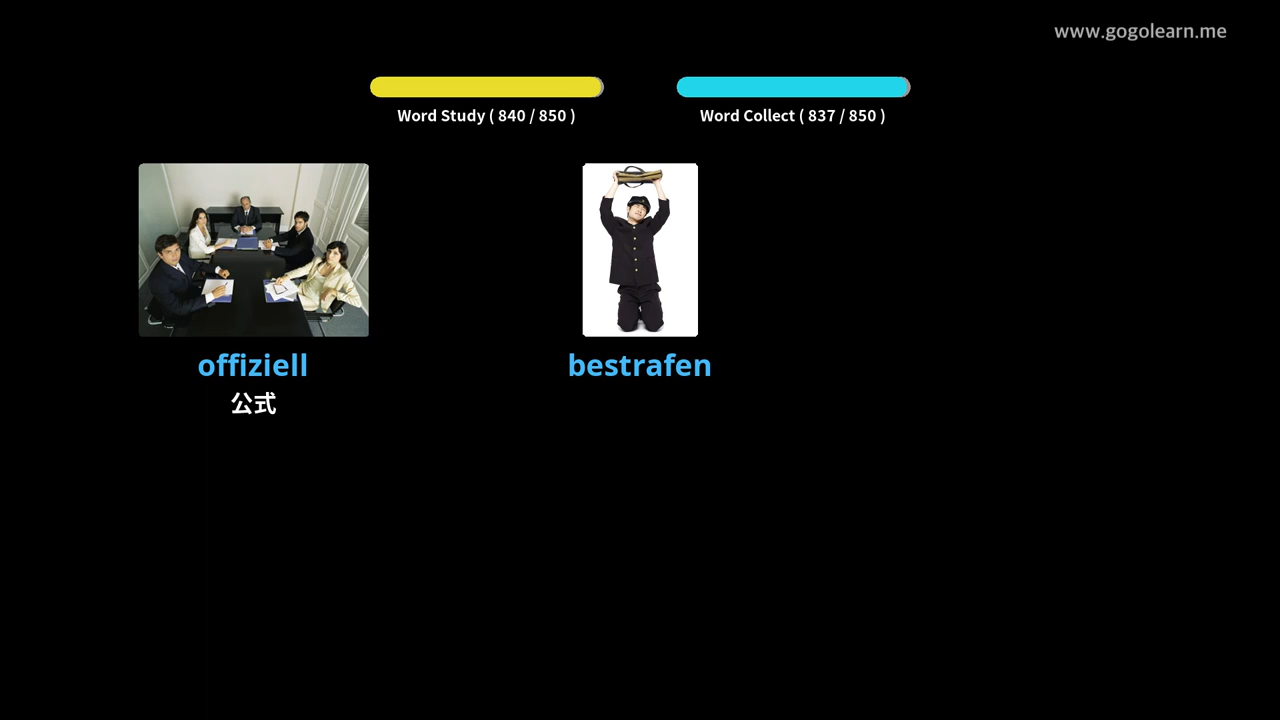 www.gogolearn.me
Word Study ( 840 / 850 )
Word Collect ( 837 / 850 )
offiziell
公式
bestrafen